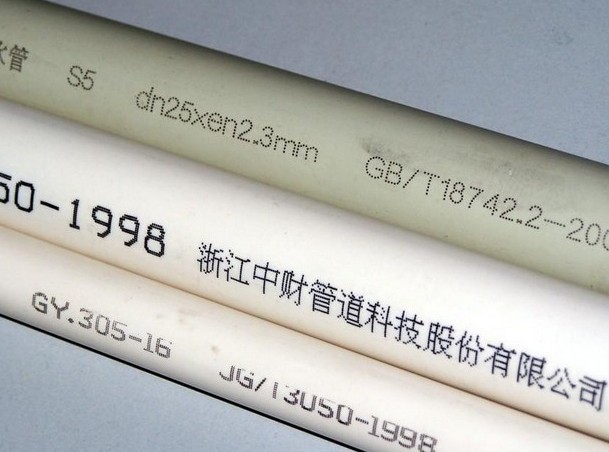 水管 S5 dn25xen2.3mm GB/T18742.2-200
50-1998 浙江中财管道科技股份有限公司
GY.305-16 JG/T3050-1998